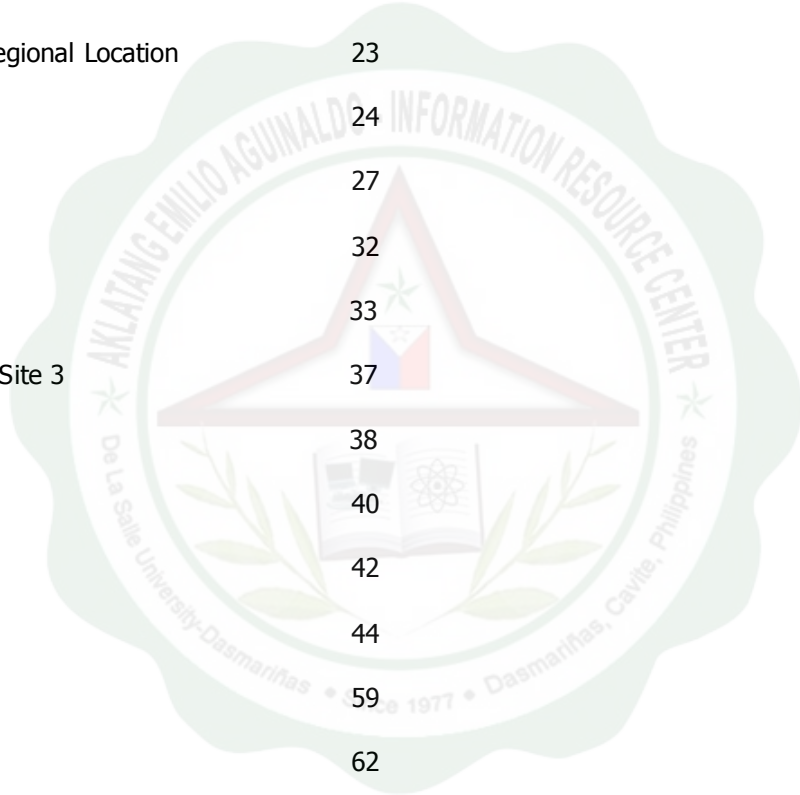 egional Location 23
24
27
32
33
Site 3 37
38
40
42
44
59
62
AKLATANG EMILIO AGUINALDO - INFORMATION RESOURCE CENTER
De La Salle University-Dasmariñas • Since 1977 • Dasmariñas, Cavite, Philippines